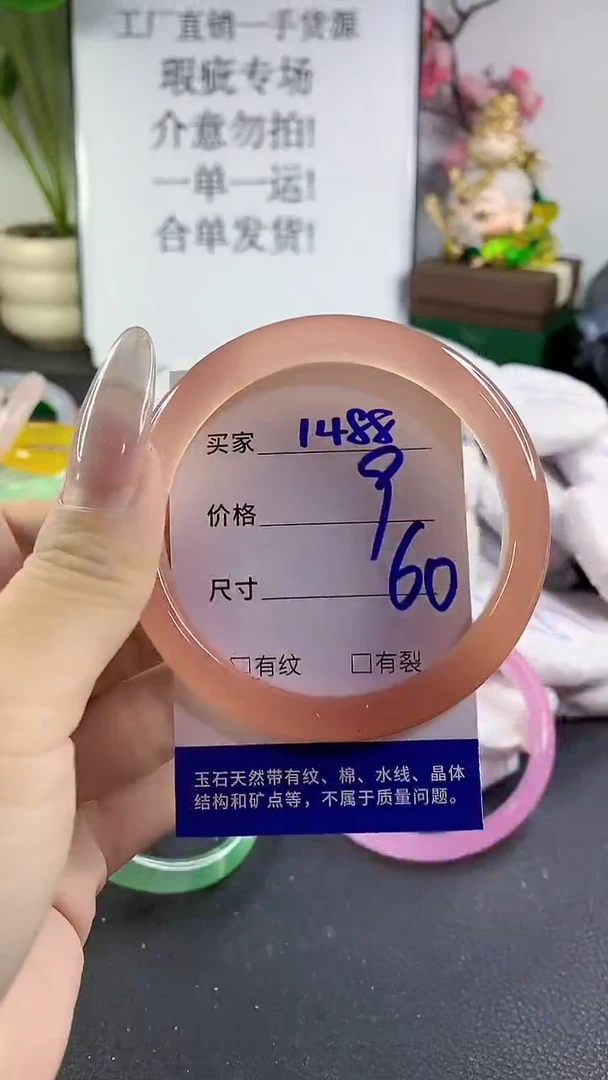 工厂直销一手货源
瑕疵专场
介意勿拍!
一单一运!
合单发货!
买家 1488
价格 9
尺寸 60
□有纹 □有裂
玉石天然带有纹、棉、水线、晶体
结构和矿点等，不属于质量问题。